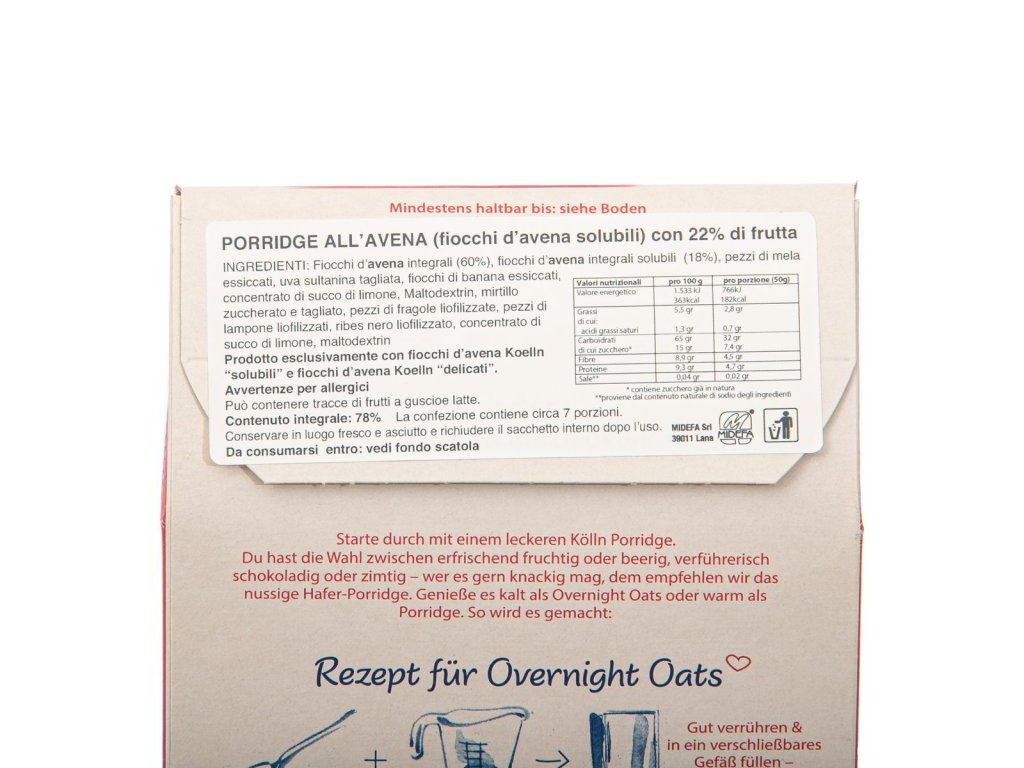 Mindestens haltbar bis: siehe Boden
PORRIDGE ALL'AVENA (fiocchi d'avena solubili) con 22% di frutta
INGREDIENTI: Fiocchi d'avena integrali (60%), fiocchi d'avena integrali solubili (18%), pezzi di mela
essiccati, uva sultanina tagliata, fiocchi di banana essiccati,
concentrato di succo di limone, Maltodextrin, mirtillo
zuccherato e tagliato, pezzi di fragole liofilizzate, pezzi di
lampone liofilizzati, ribes nero liofilizzato, concentrato di
succo di limone, maltodextrin
Prodotto esclusivamente con fiocchi d'avena Koelln
"solubili" e fiocchi d'avena Koelln "delicati".
Avvertenze per allergici
Può contenere tracce di frutti a guscioe latte.
Contenuto integrale: 78% La confezione contiene circa 7 porzioni.
Conservare in luogo fresco e asciutto e richiudere il sacchetto interno dopo l'uso.
Da consumarsi entro: vedi fondo scatola
Valori nutrizionali pro 100 g pro porzione (50g)
Valore energetico 1.533 kJ 766kJ
363kcal 182kcal
Grassi 5,5 gr 2,8 gr
di cui:
acidi grassi saturi 1,3 gr 0,7 gr
Carboidrati 65 gr 32 gr
di cui zucchero* 15 gr 7,4 gr
Fibre 8,9 gr 4,5 gr
Proteine 9,3 gr 4,7 gr
Sale** 0,04 gr 0,02 gr
* contiene zucchero già in natura
**proviene dal contenuto naturale di sodio degli ingredienti
MIDEFA Srl
39011 Lana
MIDEFA
Starte durch mit einem leckeren Kölln Porridge.
Du hast die Wahl zwischen erfrischend fruchtig oder beerig, verführerisch
schokoladig oder zimtig – wer es gern knackig mag, dem empfehlen wir das
nussige Hafer-Porridge. Genieße es kalt als Overnight Oats oder warm als
Porridge. So wird es gemacht:
Rezept für Overnight Oats
Gut verrühren &
in ein verschließbares
Gefäß füllen –